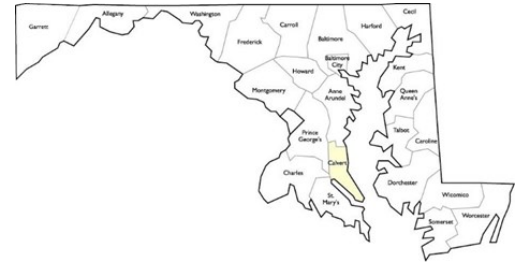 Garrett
Allegany
Washington
Frederick
Carroll
Baltimore
Harford
Cecil
Baltimore
City
Howard
Montgomery
Anne
Arundel
Kent
Queen
Anne's
Prince
George's
Talbot
Caroline
Calvert
Charles
St.
Mary's
Dorchester
Wicomico
Somerset
Worcester